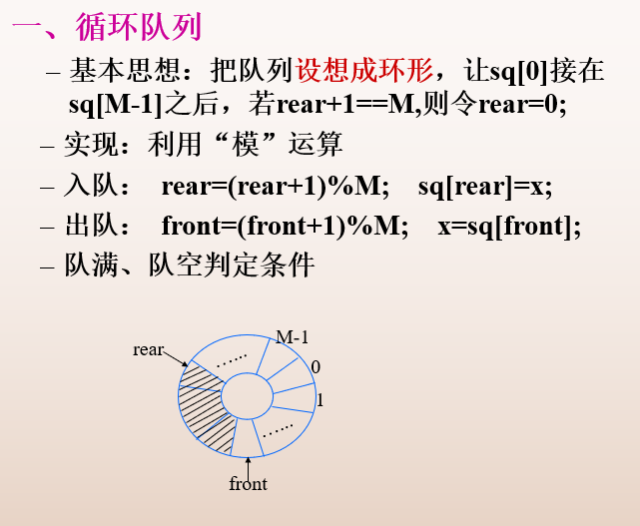 一、循环队列
– 基本思想：把队列设想成环形，让sq[0]接在
sq[M-1]之后，若rear+1==M,则令rear=0;
– 实现：利用“模”运算
– 入队： rear=(rear+1)%M; sq[rear]=x;
– 出队： front=(front+1)%M; x=sq[front];
– 队满、队空判定条件
M-1
rear
......
0
1
......
front